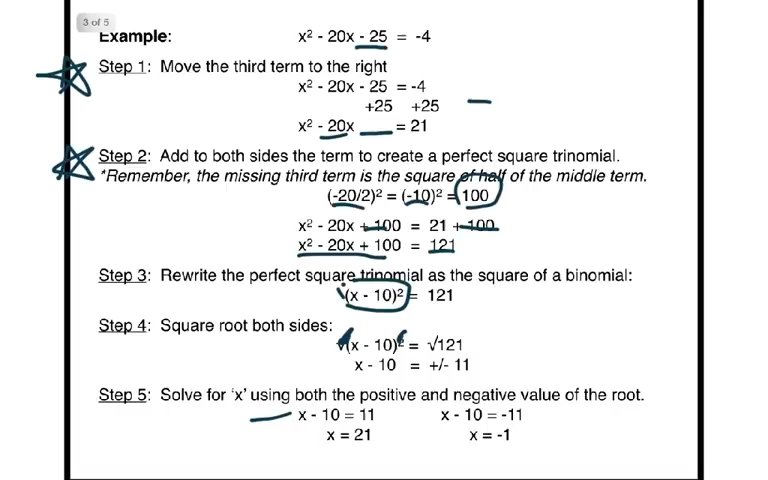 3 of 5
Example: x² - 20x - 25 = -4
Step 1: Move the third term to the right
x² - 20x - 25 = -4
+25 +25
x² - 20x ___ = 21
Step 2: Add to both sides the term to create a perfect square trinomial.
*Remember, the missing third term is the square of half of the middle term.
(-20/2)² = (-10)² = 100
x² - 20x + 100 = 21 + 100
x² - 20x + 100 = 121
Step 3: Rewrite the perfect square trinomial as the square of a binomial:
(x - 10)² = 121
Step 4: Square root both sides:
√(x - 10)² = √121
x - 10 = +/- 11
Step 5: Solve for 'x' using both the positive and negative value of the root.
x - 10 = 11 x - 10 = -11
x = 21 x = -1